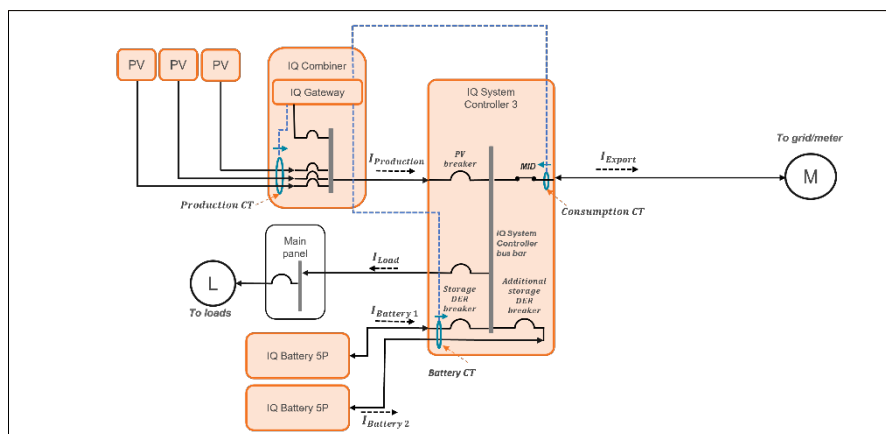 PV
PV
PV
IQ Combiner
IQ Gateway
IQ System
Controller 3
To grid/meter
I_Production
PV
breaker
MID
I_Export
M
Production CT
Consumption CT
Main
panel
I_Load
IQ System
Controller
bus bar
L
To loads
Storage
DER
breaker
Additional
storage
DER
breaker
I_Battery 1
IQ Battery 5P
Battery CT
IQ Battery 5P
I_Battery 2